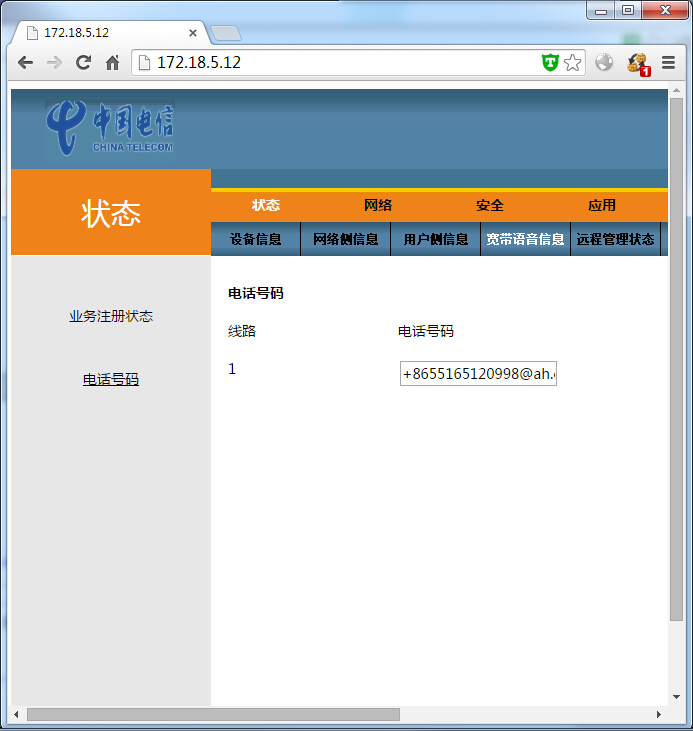 172.18.5.12
172.18.5.12
1
中国电信
CHINA TELECOM
状态
状态 网络 安全 应用
设备信息 网络侧信息 用户侧信息 宽带语音信息 远程管理状态
业务注册状态
电话号码
电话号码
线路 电话号码
1 +8655165120998@ah.